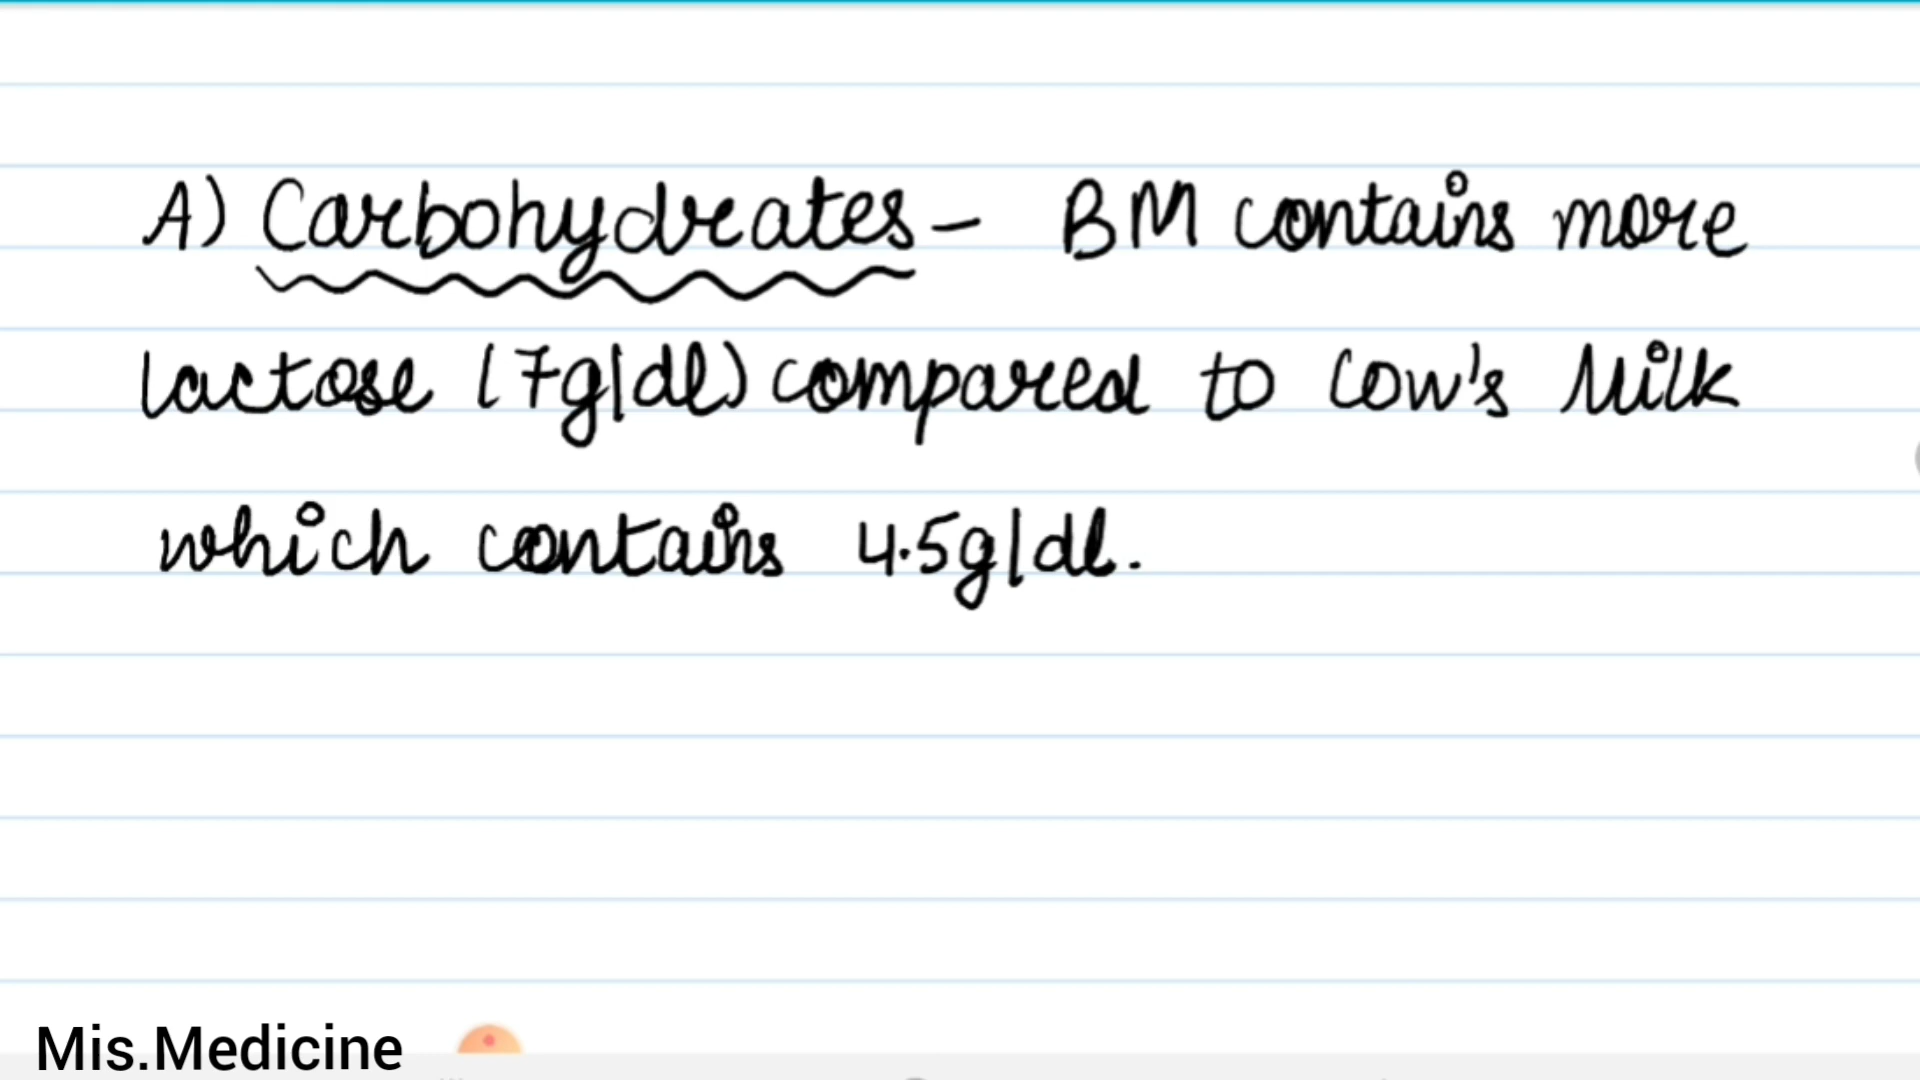 A) Carbohydrates - BM contains more
lactose (7g/dl) compared to cow's Milk
which contains 4.5g/dl.
Mis.Medicine